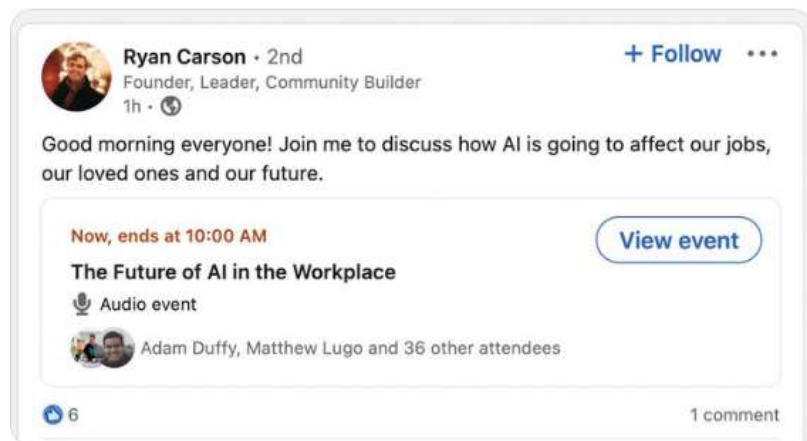 Ryan Carson • 2nd
+ Follow
Founder, Leader, Community Builder
1h •
Good morning everyone! Join me to discuss how AI is going to affect our jobs,
our loved ones and our future.
Now, ends at 10:00 AM
View event
The Future of AI in the Workplace
Audio event
Adam Duffy, Matthew Lugo and 36 other attendees
6
1 comment